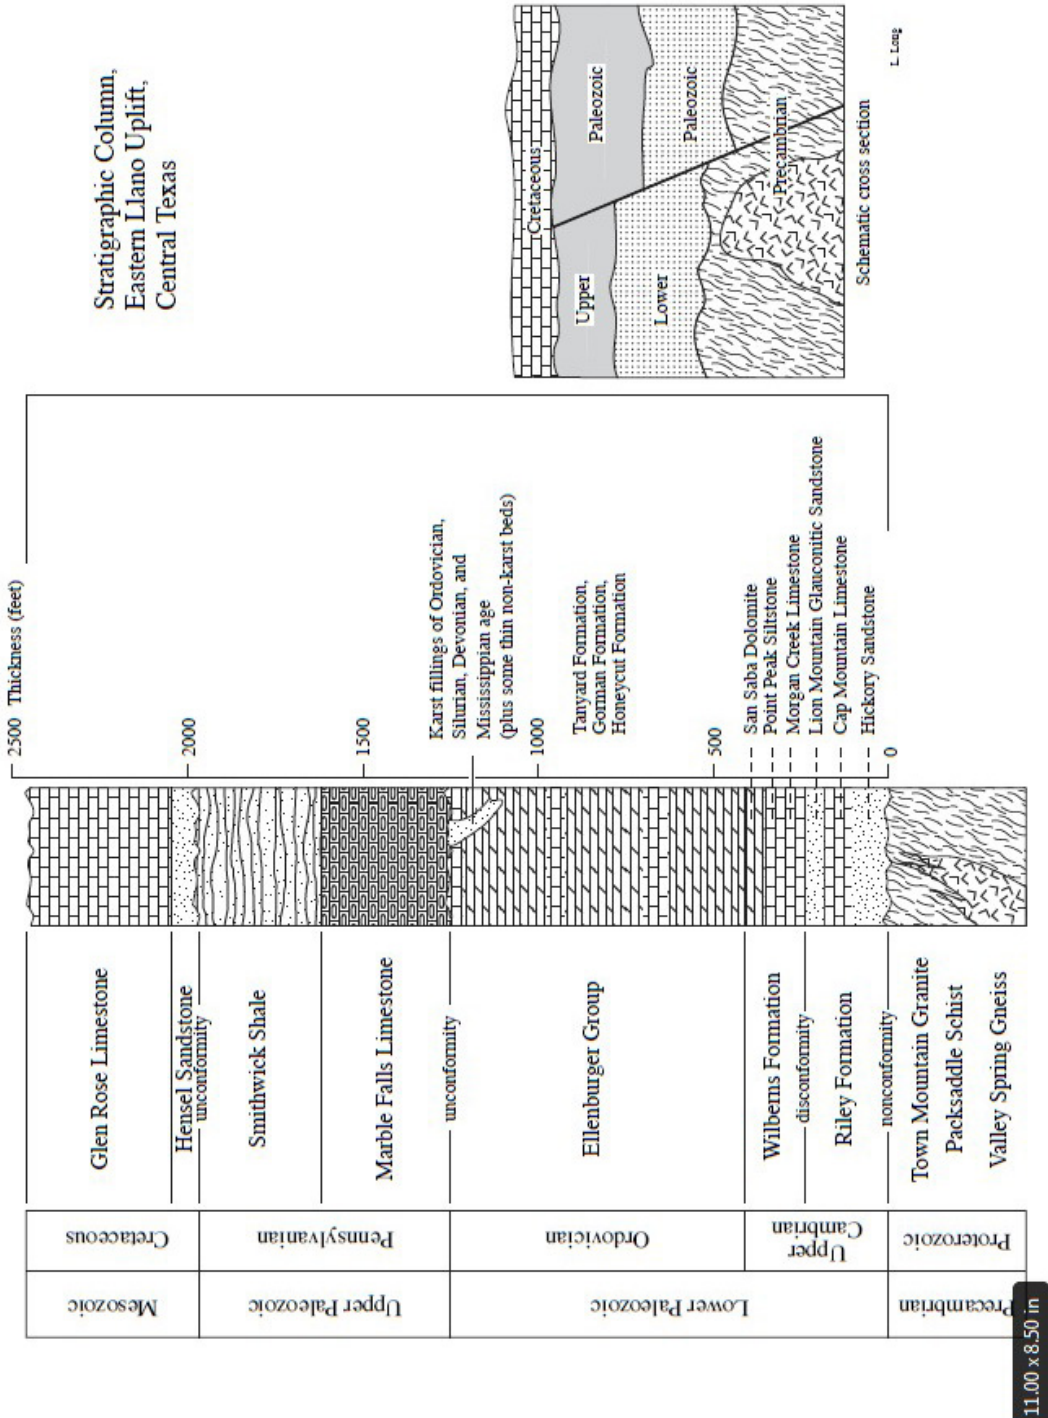 Stratigraphic Column,
Eastern Llano Uplift,
Central Texas
Mesozoic
Upper Paleozoic
Lower Paleozoic
Precambrian
Cretaceous
Pennsylvanian
Ordovician
Upper
Cambrian
Proterozoic
Glen Rose Limestone
Hensel Sandstone
unconformity
Smithwick Shale
Marble Falls Limestone
unconformity
Ellenburger Group
Wilberns Formation
disconformity
Riley Formation
nonconformity
Town Mountain Granite
Packsaddle Schist
Valley Spring Gneiss
2500 Thickness (feet)
2000
1500
1000
500
0
Karst fillings of Ordovician,
Silurian, Devonian, and
Mississippian age
(plus some thin non-karst beds)
Tanyard Formation,
Gorman Formation,
Honeycut Formation
San Saba Dolomite
Point Peak Siltstone
Morgan Creek Limestone
Lion Mountain Glauconitic Sandstone
Cap Mountain Limestone
Hickory Sandstone
Cretaceous
Upper Paleozoic
Lower Paleozoic
Precambrian
Schematic cross section
L. Long
11.00 x 8.50 in